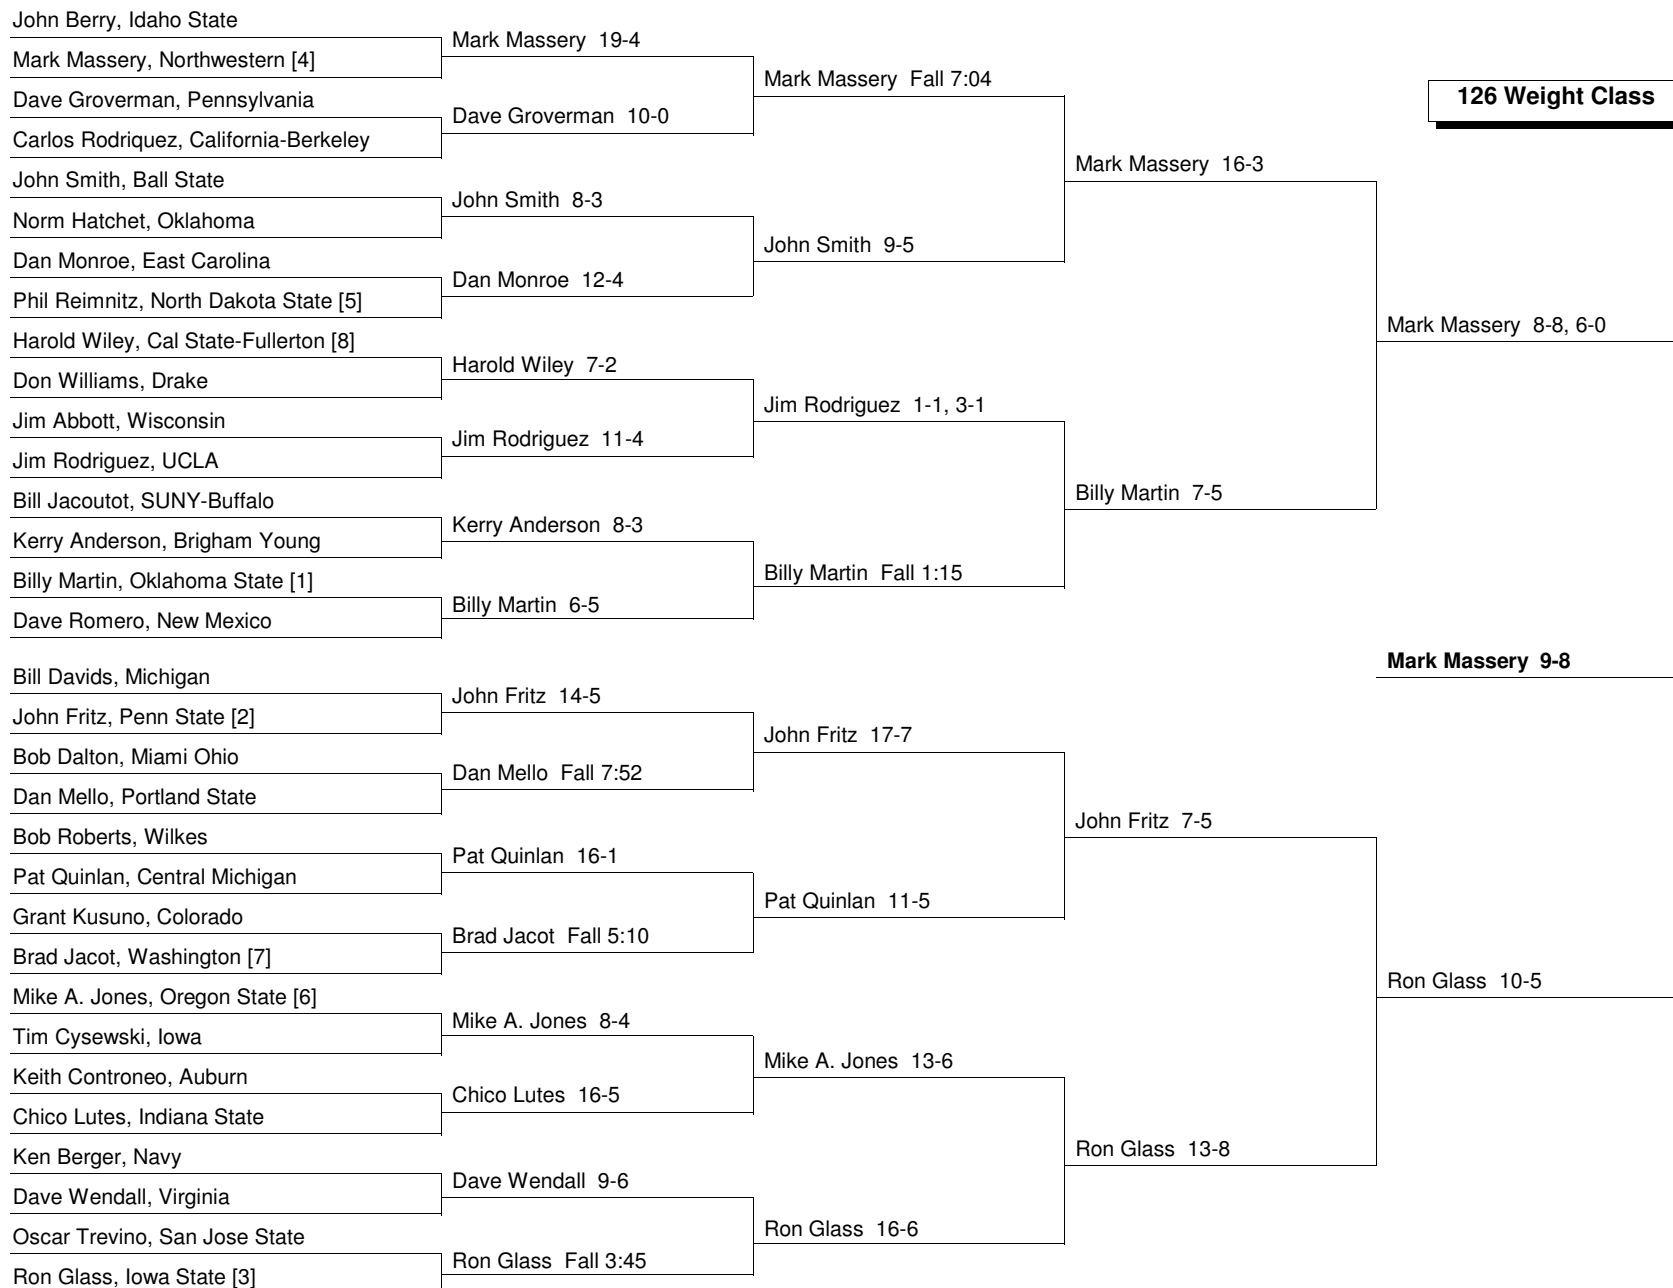 John Berry, Idaho State
Mark Massery, Northwestern [4]
Dave Groverman, Pennsylvania
Carlos Rodriquez, California-Berkeley
John Smith, Ball State
Norm Hatchet, Oklahoma
Dan Monroe, East Carolina
Phil Reimnitz, North Dakota State [5]
Harold Wiley, Cal State-Fullerton [8]
Don Williams, Drake
Jim Abbott, Wisconsin
Jim Rodriguez, UCLA
Bill Jacoutot, SUNY-Buffalo
Kerry Anderson, Brigham Young
Billy Martin, Oklahoma State [1]
Dave Romero, New Mexico
Bill Davids, Michigan
John Fritz, Penn State [2]
Bob Dalton, Miami Ohio
Dan Mello, Portland State
Bob Roberts, Wilkes
Pat Quinlan, Central Michigan
Grant Kusuno, Colorado
Brad Jacot, Washington [7]
Mike A. Jones, Oregon State [6]
Tim Cysewski, Iowa
Keith Controneo, Auburn
Chico Lutes, Indiana State
Ken Berger, Navy
Dave Wendall, Virginia
Oscar Trevino, San Jose State
Ron Glass, Iowa State [3]
Mark Massery 19-4
Dave Groverman 10-0
John Smith 8-3
Dan Monroe 12-4
Harold Wiley 7-2
Jim Rodriguez 11-4
Kerry Anderson 8-3
Billy Martin 6-5
John Fritz 14-5
Dan Mello Fall 7:52
Pat Quinlan 16-1
Brad Jacot Fall 5:10
Mike A. Jones 8-4
Chico Lutes 16-5
Dave Wendall 9-6
Ron Glass Fall 3:45
Mark Massery Fall 7:04
John Smith 9-5
Jim Rodriguez 1-1, 3-1
Billy Martin Fall 1:15
John Fritz 17-7
Pat Quinlan 11-5
Mike A. Jones 13-6
Ron Glass 16-6
Mark Massery 16-3
Billy Martin 7-5
John Fritz 7-5
Ron Glass 13-8
126 Weight Class
Mark Massery 8-8, 6-0
Mark Massery 9-8
Ron Glass 10-5